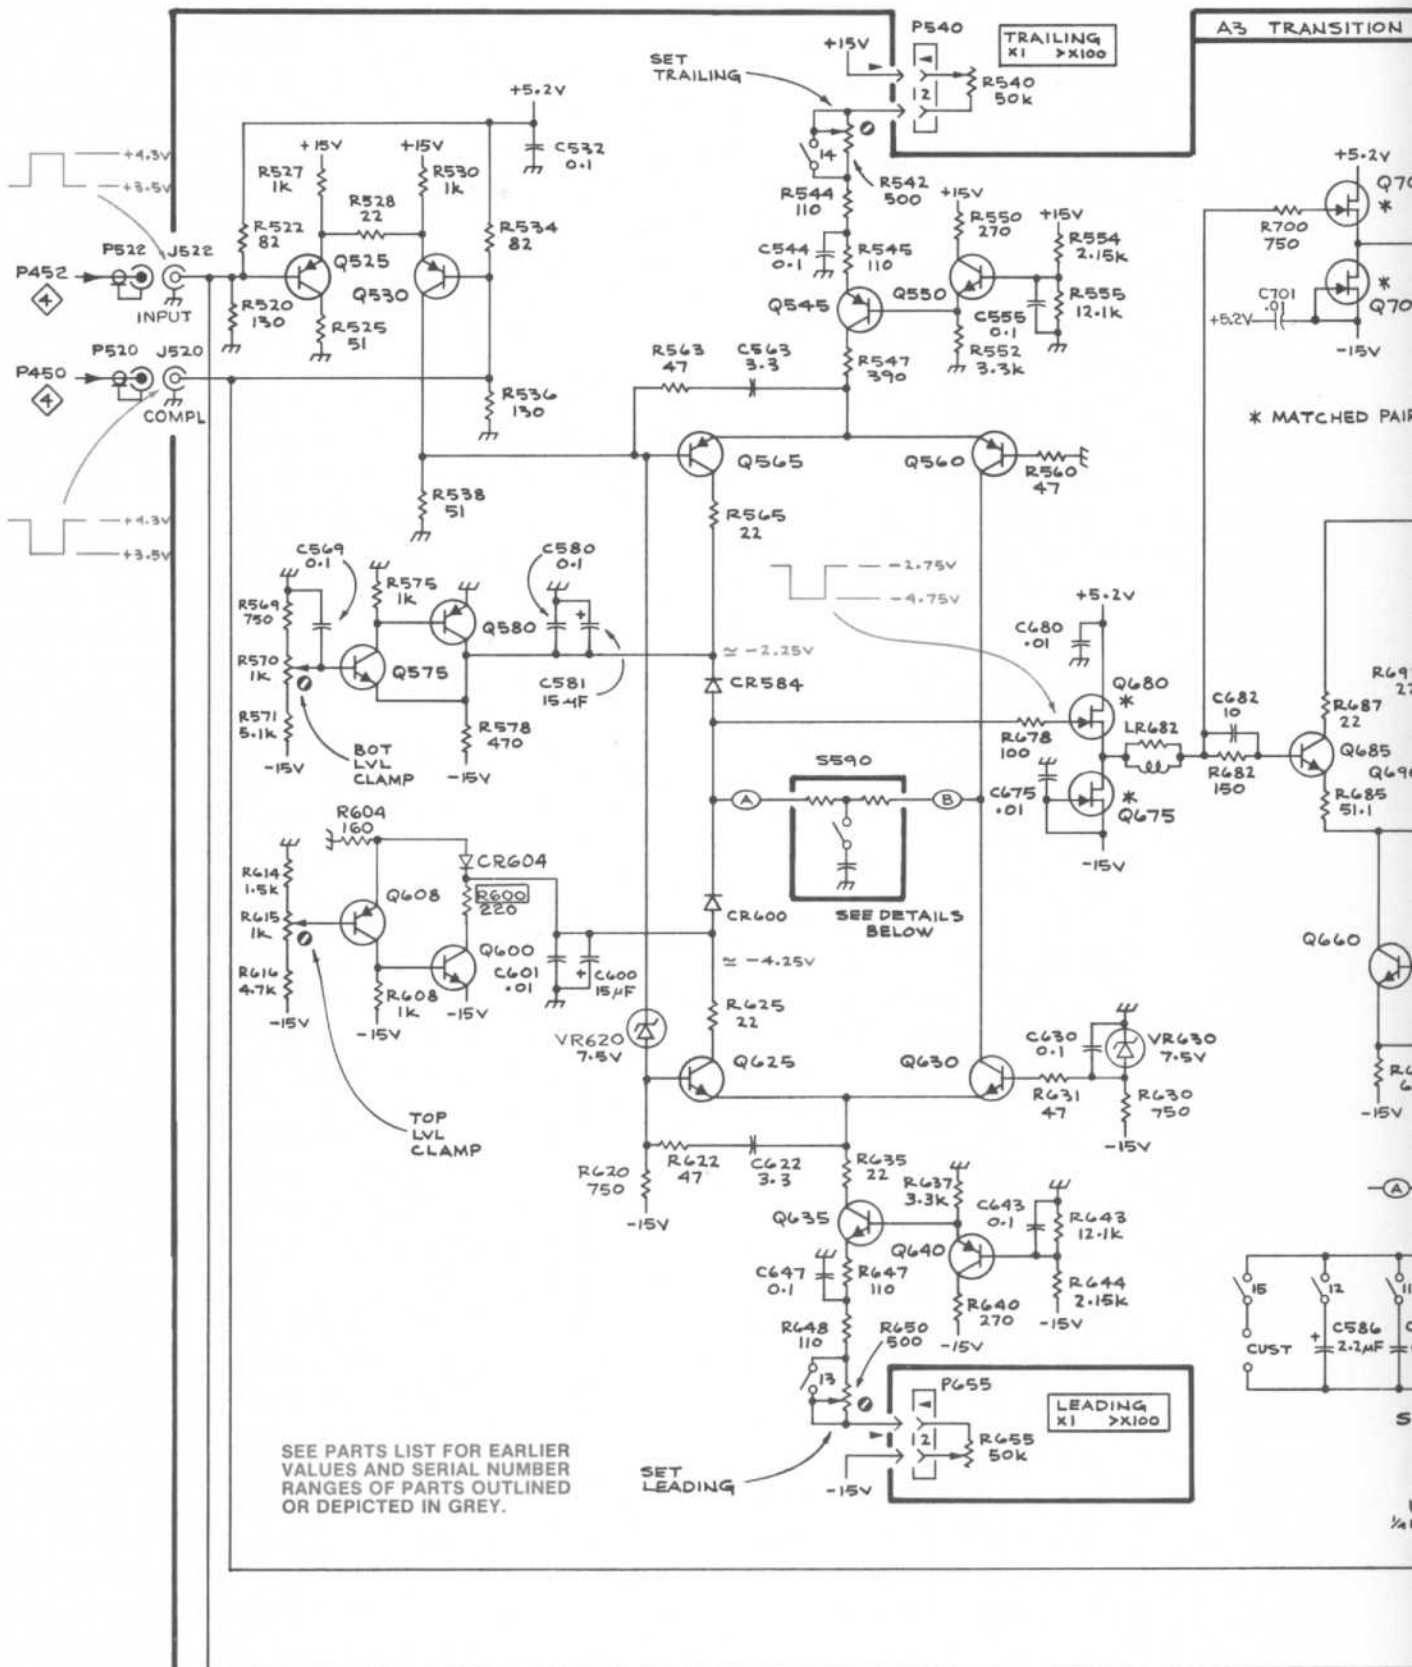 P540
A3 TRANSITION
+15V
TRAILING
X1 >X100
SET
TRAILING
R540
50K
12
+5.2V
C532
0.1
+4.3V
+3.5V
+15V
+15V
R527
1K
R530
1K
R528
22
R522
82
R534
82
14
R544
110
R542
500
+15V
R550
270
+15V
R554
2.15K
+5.2V
R700
750
*
P522
J522
P452
4
INPUT
Q525
Q530
C544
0.1
R545
110
Q545
Q550
C555
0.1
R555
12.1K
C701
.01
+5.2V
*
-15V
R520
130
R525
51
P520
J520
P450
4
COMPL
R563
47
C563
3.3
R547
390
R552
3.3K
R536
130
* MATCHED PAIR
Q565
Q560
R560
47
R538
51
R565
22
+4.3V
+3.5V
C569
0.1
C580
0.1
-2.75V
-4.75V
R569
750
R575
1K
Q580
+5.2V
C680
.01
R570
1K
Q575
≃ -2.25V
C581
15µF
CR584
Q680
*
C682
10
R687
22
R571
5.1K
-15V
BOT
LVL
CLAMP
R578
470
-15V
R678
100
LR682
Q685
S590
A
B
C675
.01
*
Q675
R682
150
R685
51.1
-15V
R604
160
CR604
R614
1.5K
Q608
R600
220
CR600
SEE DETAILS
BELOW
R615
1K
Q600
C601
.01
C600
15µF
≃ -4.25V
Q660
R616
4.7K
-15V
R608
1K
-15V
-15V
R625
22
VR620
7.5V
Q625
Q630
C630
0.1
VR630
7.5V
R631
47
R630
750
-15V
-15V
TOP
LVL
CLAMP
R620
750
-15V
R622
47
C622
3.3
R635
22
R637
3.3K
A
Q635
C643
0.1
R643
12.1K
Q640
C647
0.1
R647
110
R644
2.15K
-15V
R640
270
-15V
15
12
11
R648
110
R650
500
CUST
C586
2.2µF
13
P655
LEADING
X1 >X100
12
R655
50K
-15V
SET
LEADING
SEE PARTS LIST FOR EARLIER
VALUES AND SERIAL NUMBER
RANGES OF PARTS OUTLINED
OR DEPICTED IN GREY.